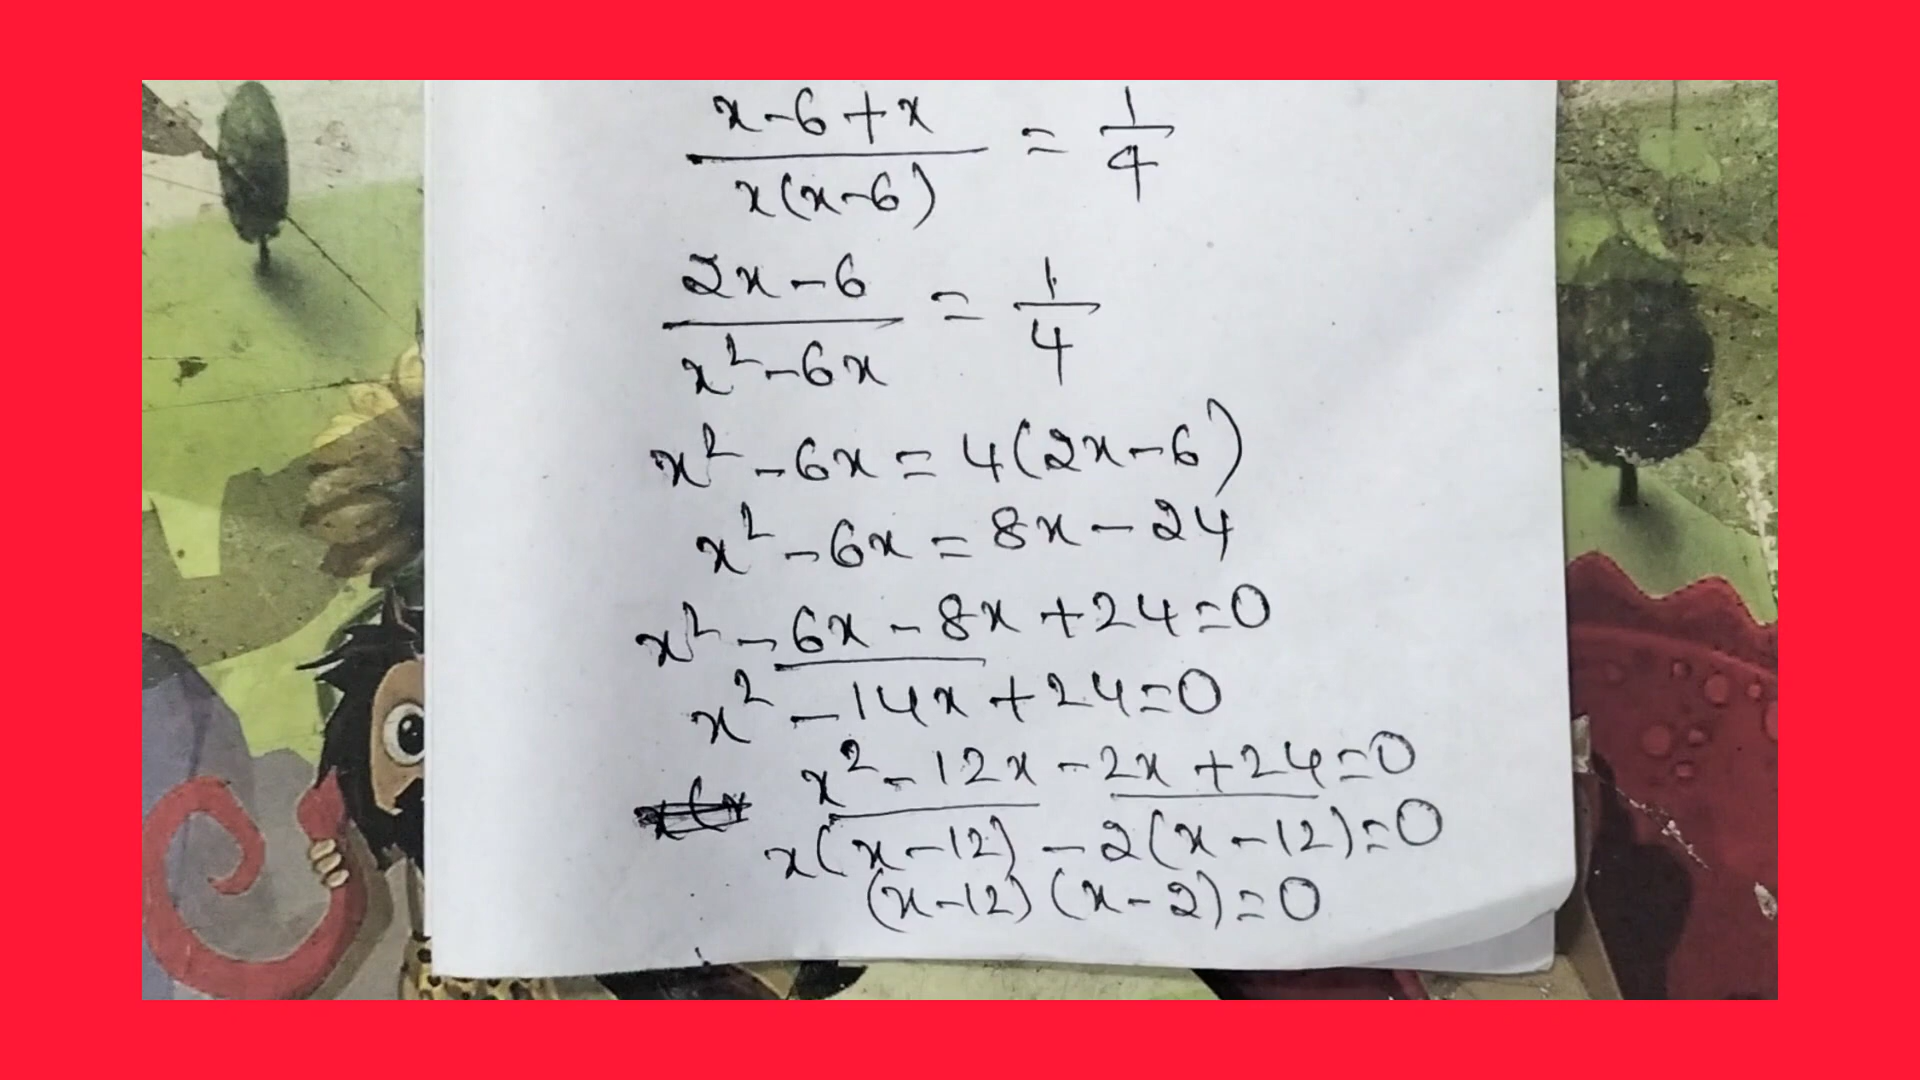 x-6+x / x(x-6) = 1/4
2x-6 / x²-6x = 1/4
x²-6x=4(2x-6)
x²-6x=8x-24
x²-6x-8x+24=0
x²-14x+24=0
x²-12x-2x+24=0
x(x-12)-2(x-12)=0
(x-12)(x-2)=0